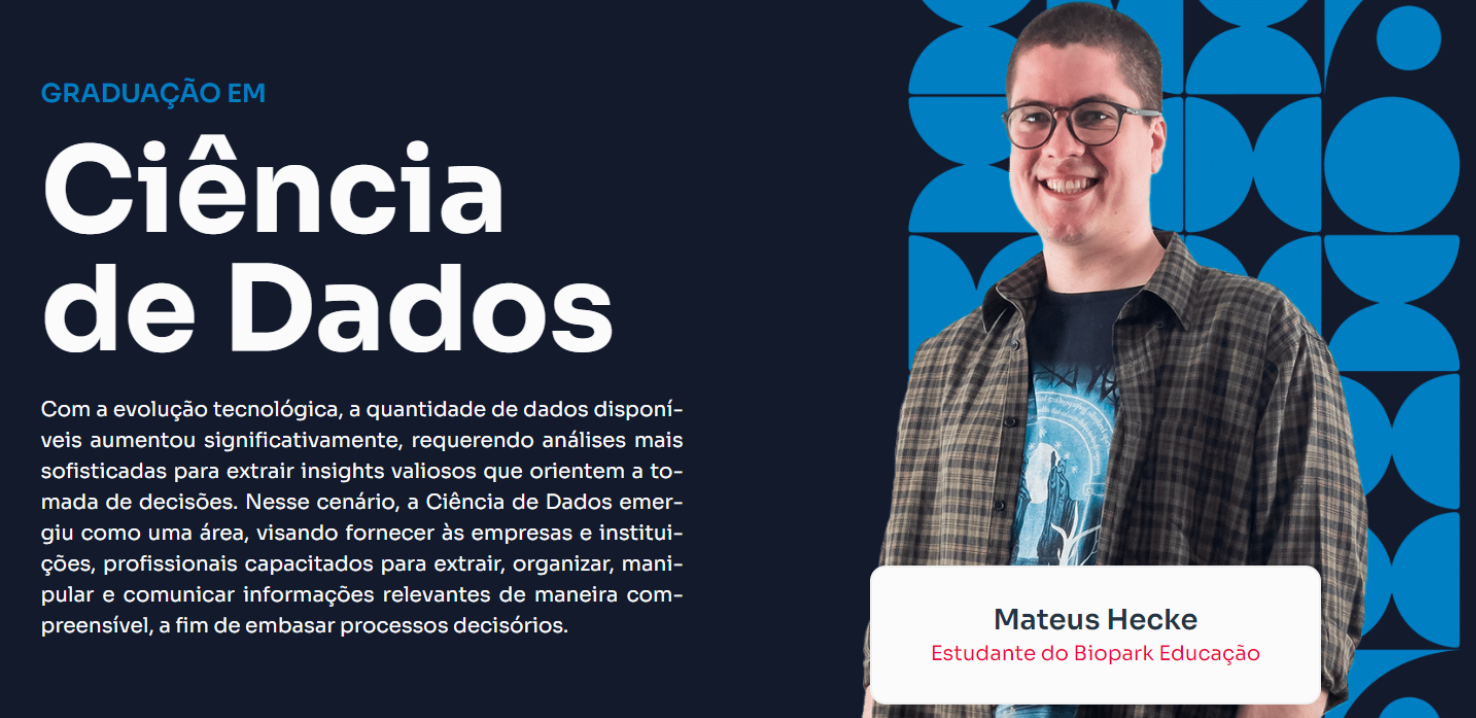 GRADUAÇÃO EM
Ciência
de Dados
Com a evolução tecnológica, a quantidade de dados disponí-
veis aumentou significativamente, requerendo análises mais
sofisticadas para extrair insights valiosos que orientem a to-
mada de decisões. Nesse cenário, a Ciência de Dados emer-
giu como uma área, visando fornecer às empresas e institui-
ções, profissionais capacitados para extrair, organizar, mani-
pular e comunicar informações relevantes de maneira com-
preensível, a fim de embasar processos decisórios.
Mateus Hecke
Estudante do Biopark Educação